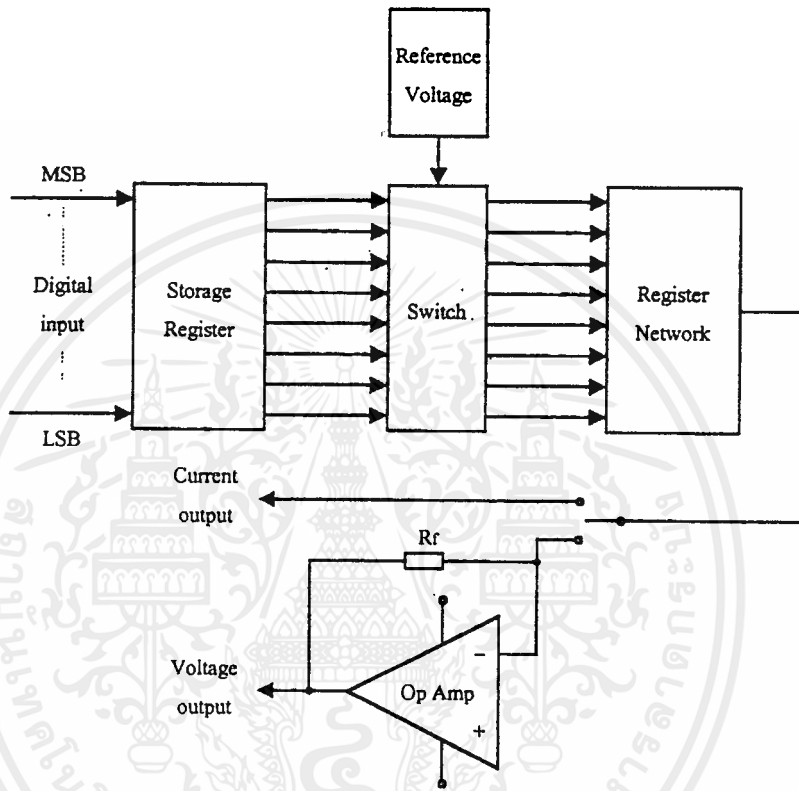 Reference
Voltage
MSB
Digital
input
LSB
Storage
Register
Switch
Register
Network
Current
output
Rf
Voltage
output
Op Amp
−
+